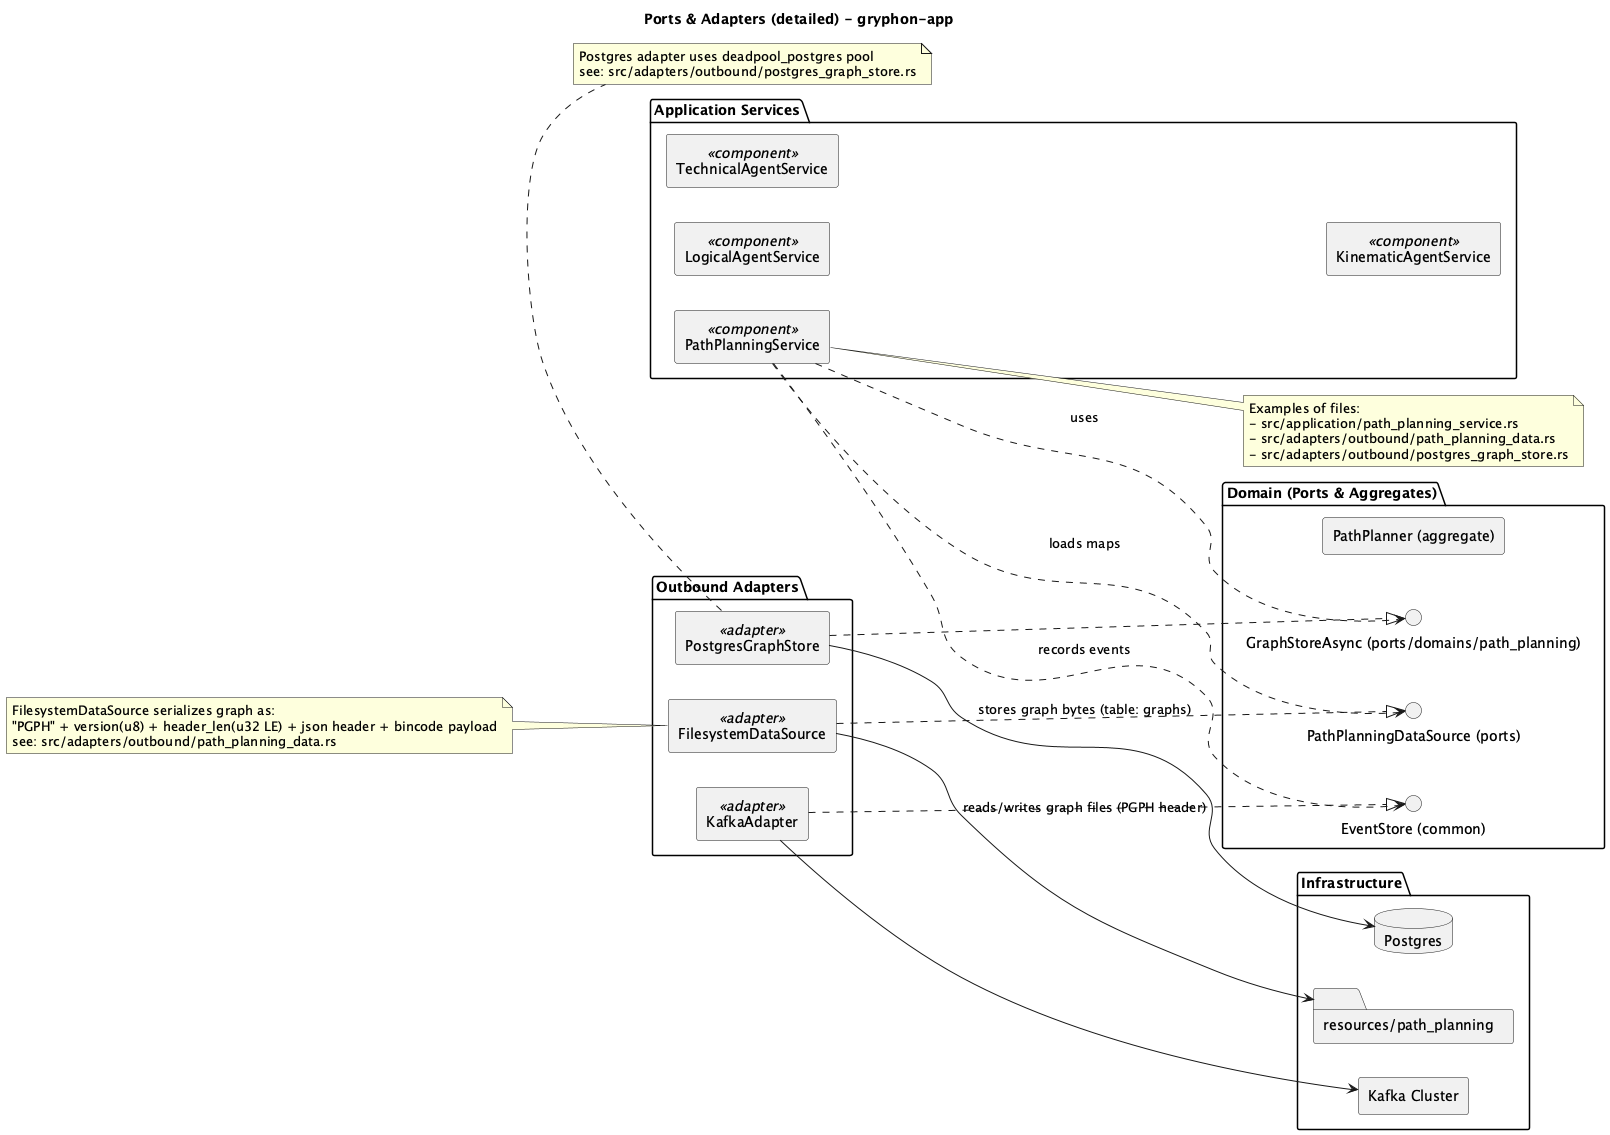 Ports & Adapters (detailed) - gryphon-app
Postgres adapter uses deadpool_postgres pool
see: src/adapters/outbound/postgres_graph_store.rs
Application Services
«component»
TechnicalAgentService
«component»
LogicalAgentService
«component»
KinematicAgentService
«component»
PathPlanningService
Examples of files:
- src/application/path_planning_service.rs
- src/adapters/outbound/path_planning_data.rs
- src/adapters/outbound/postgres_graph_store.rs
uses
loads maps
records events
Domain (Ports & Aggregates)
PathPlanner (aggregate)
GraphStoreAsync (ports/domains/path_planning)
PathPlanningDataSource (ports)
EventStore (common)
Outbound Adapters
«adapter»
PostgresGraphStore
«adapter»
FilesystemDataSource
«adapter»
KafkaAdapter
stores graph bytes (table: graphs)
reads/writes graph files (PGPH header)
FilesystemDataSource serializes graph as:
"PGPH" + version(u8) + header_len(u32 LE) + json header + bincode payload
see: src/adapters/outbound/path_planning_data.rs
Infrastructure
Postgres
resources/path_planning
Kafka Cluster